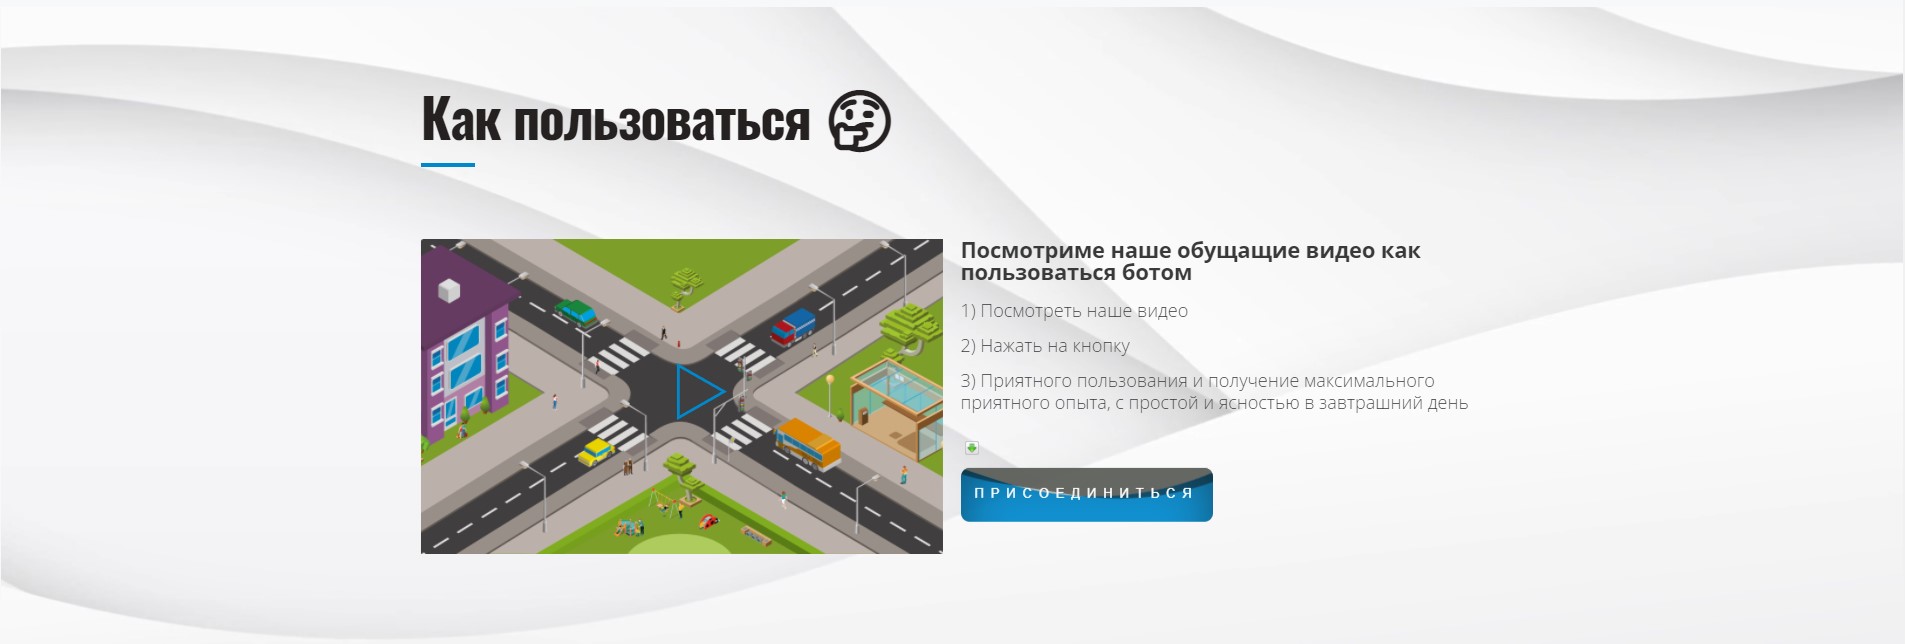 Как пользоваться 🤔
Посмотриме наше обущащие видео как
пользоваться ботом
1) Посмотреть наше видео
2) Нажать на кнопку
3) Приятного пользования и получение максимального
приятного опыта, с простой и ясностью в завтрашний день
ПРИСОЕДИНИТЬСЯ